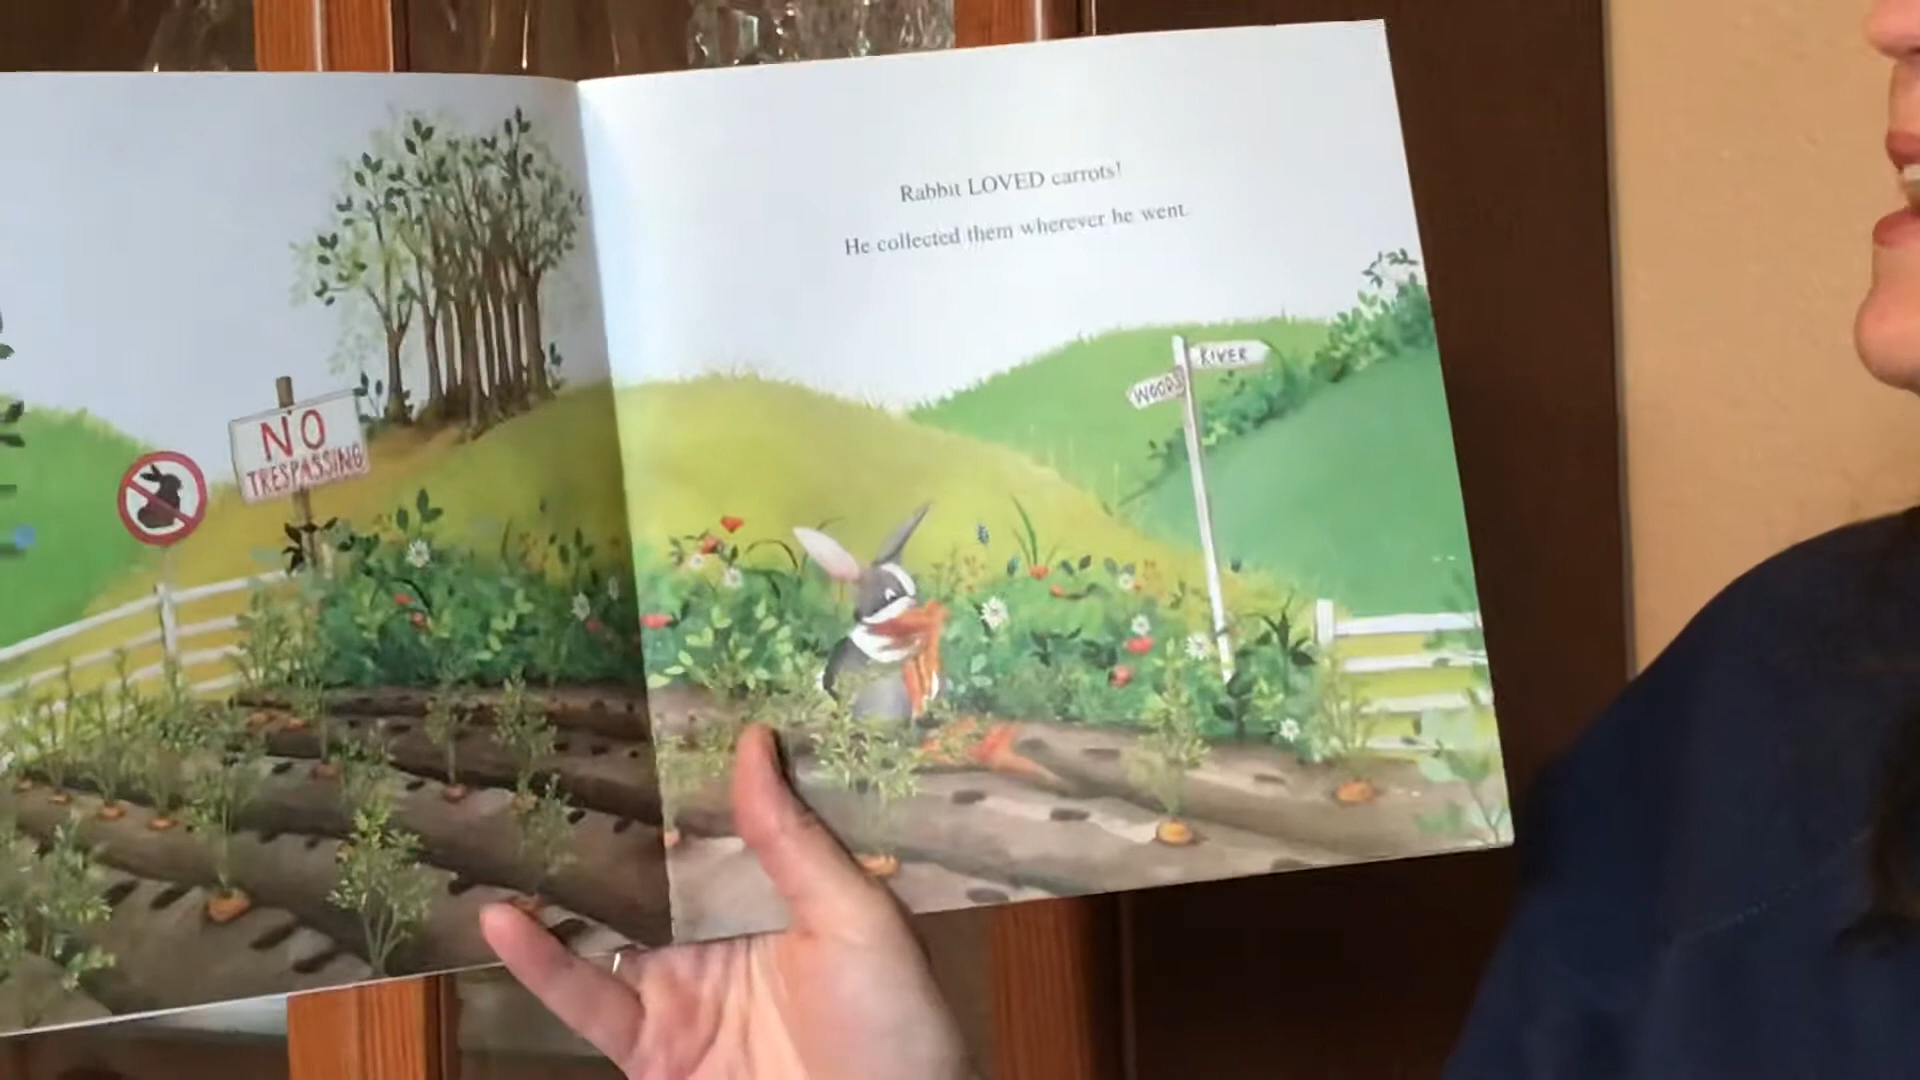 NO
TRESPASSING
Rabbit LOVED carrots!
He collected them wherever he went.
RIVER
WOODS